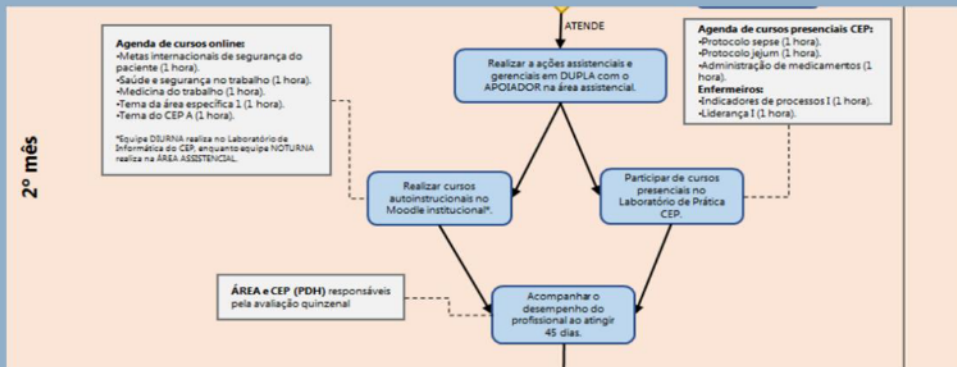 ATENDE
Agenda de cursos online:
•Metas internacionais de segurança do
paciente (1 hora).
•Saúde e segurança no trabalho (1 hora).
•Medicina do trabalho (1 hora).
•Tema da área específica 1 (1 hora).
•Tema do CEP A (1 hora).
*Equipe DIURNA realiza no Laboratório de
Informática do CEP, enquanto equipe NOTURNA
realiza na ÁREA ASSISTENCIAL.
Realizar a ações assistenciais e
gerenciais em DUPLA com o
APOIADOR na área assistencial.
Agenda de cursos presenciais CEP:
•Protocolo sepse (1 hora).
•Protocolo jejum (1 hora).
•Administração de medicamentos (1
hora).
Enfermeiros:
•Indicadores de processos I (1 hora).
•Liderança I (1 hora).
2º mês
Realizar cursos
autoinstrucionais no
Moodle institucional*.
Participar de cursos
presenciais no
Laboratório de Prática
CEP.
ÁREA e CEP (PDH) responsáveis
pela avaliação quinzenal
Acompanhar o
desempenho do
profissional ao atingir
45 dias.